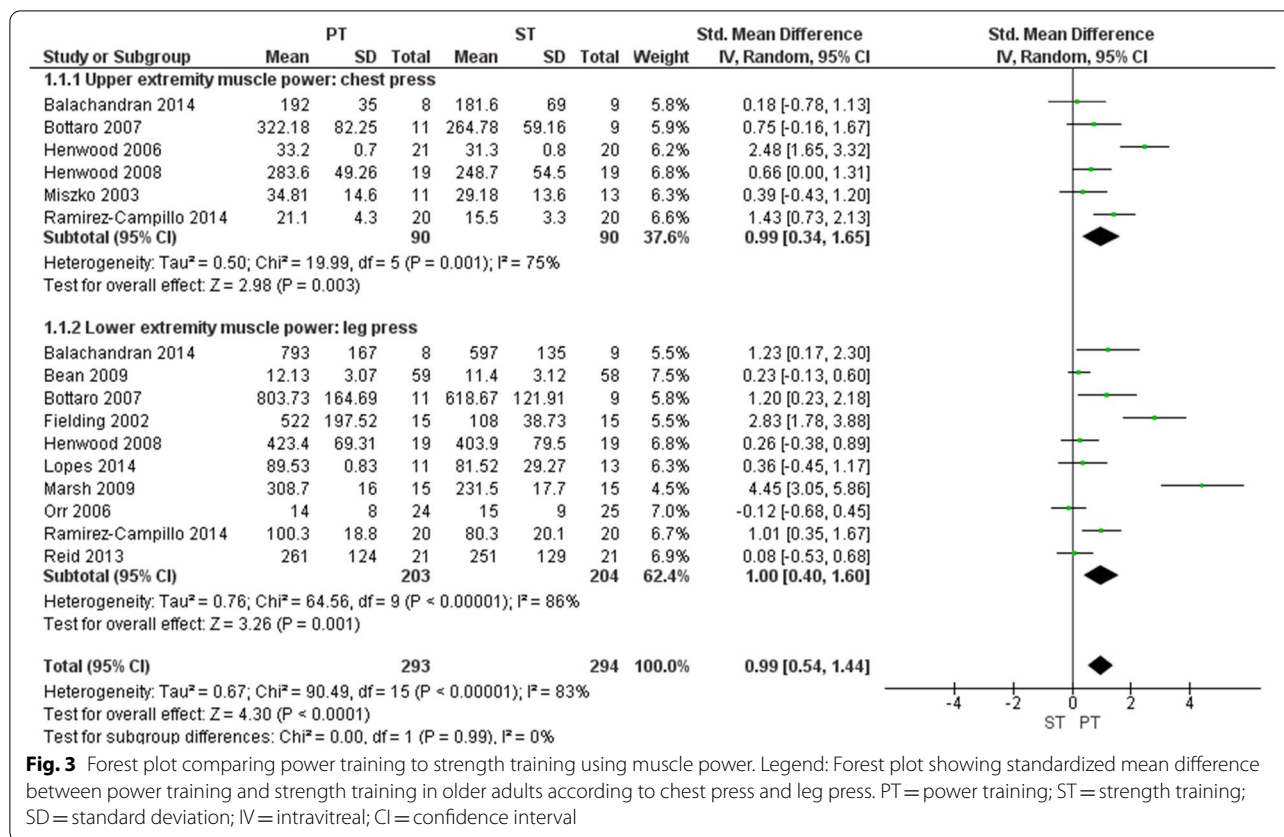 PT ST Std. Mean Difference Std. Mean Difference
Study or Subgroup Mean SD Total Mean SD Total Weight IV, Random, 95% CI IV, Random, 95% CI
1.1.1 Upper extremity muscle power: chest press
Balachandran 2014 192 35 8 181.6 69 9 5.8% 0.18 [-0.78, 1.13]
Bottaro 2007 322.18 82.25 11 264.78 59.16 9 5.9% 0.75 [-0.16, 1.67]
Henwood 2006 33.2 0.7 21 31.3 0.8 20 6.2% 2.48 [1.65, 3.32]
Henwood 2008 283.6 49.26 19 248.7 54.5 19 6.8% 0.66 [0.00, 1.31]
Miszko 2003 34.81 14.6 11 29.18 13.6 13 6.3% 0.39 [-0.43, 1.20]
Ramirez-Campillo 2014 21.1 4.3 20 15.5 3.3 20 6.6% 1.43 [0.73, 2.13]
Subtotal (95% CI) 90 90 37.6% 0.99 [0.34, 1.65]
Heterogeneity: Tau² = 0.50; Chi² = 19.99, df = 5 (P = 0.001); I² = 75%
Test for overall effect: Z = 2.98 (P = 0.003)
1.1.2 Lower extremity muscle power: leg press
Balachandran 2014 793 167 8 597 135 9 5.5% 1.23 [0.17, 2.30]
Bean 2009 12.13 3.07 59 11.4 3.12 58 7.5% 0.23 [-0.13, 0.60]
Bottaro 2007 803.73 164.69 11 618.67 121.91 9 5.8% 1.20 [0.23, 2.18]
Fielding 2002 522 197.52 15 108 38.73 15 5.5% 2.83 [1.78, 3.88]
Henwood 2008 423.4 69.31 19 403.9 79.5 19 6.8% 0.26 [-0.38, 0.89]
Lopes 2014 89.53 0.83 11 81.52 29.27 13 6.3% 0.36 [-0.45, 1.17]
Marsh 2009 308.7 16 15 231.5 17.7 15 4.5% 4.45 [3.05, 5.86]
Orr 2006 14 8 24 15 9 25 7.0% -0.12 [-0.68, 0.45]
Ramirez-Campillo 2014 100.3 18.8 20 80.3 20.1 20 6.7% 1.01 [0.35, 1.67]
Reid 2013 261 124 21 251 129 21 6.9% 0.08 [-0.53, 0.68]
Subtotal (95% CI) 203 204 62.4% 1.00 [0.40, 1.60]
Heterogeneity: Tau² = 0.76; Chi² = 64.56, df = 9 (P < 0.00001); I² = 86%
Test for overall effect: Z = 3.26 (P = 0.001)
Total (95% CI) 293 294 100.0% 0.99 [0.54, 1.44]
Heterogeneity: Tau² = 0.67; Chi² = 90.49, df = 15 (P < 0.00001); I² = 83%
Test for overall effect: Z = 4.30 (P < 0.0001)
Test for subgroup differences: Chi² = 0.00, df = 1 (P = 0.99), I² = 0%
-4 -2 0 2 4
ST PT
Fig. 3 Forest plot comparing power training to strength training using muscle power. Legend: Forest plot showing standardized mean difference
between power training and strength training in older adults according to chest press and leg press. PT = power training; ST = strength training;
SD = standard deviation; IV = intravitreal; CI = confidence interval